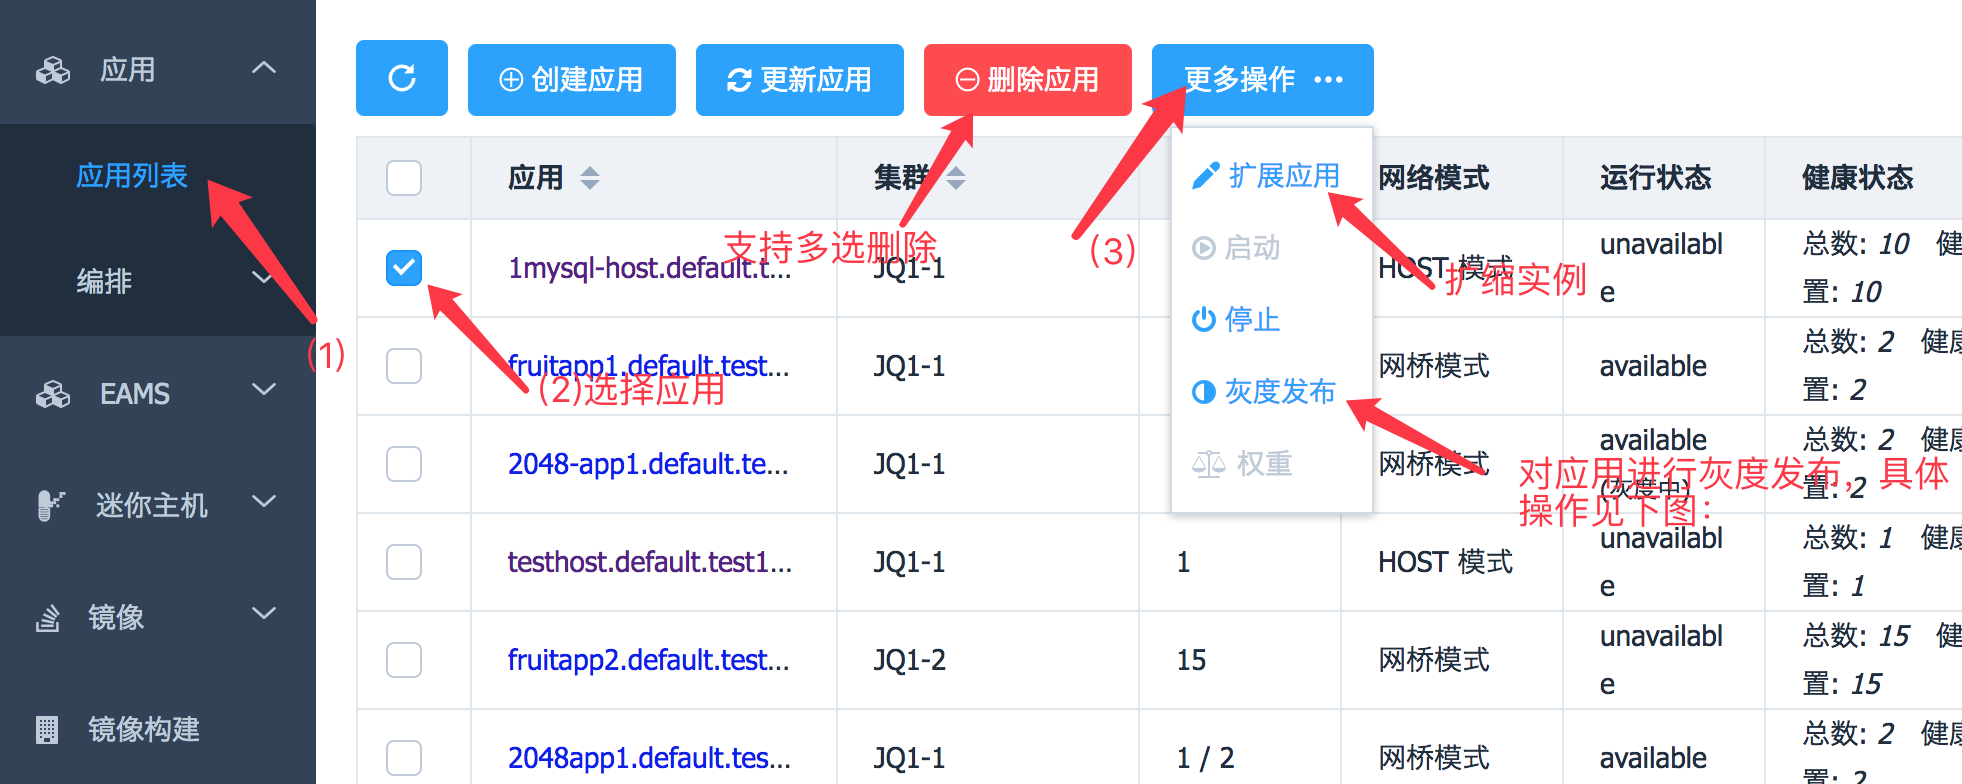 应用
应用列表
编排
(1)
EAMS
迷你主机
镜像
镜像构建
创建应用
更新应用
删除应用
更多操作 •••
应用
集群
网络模式
运行状态
健康状态
扩展应用
启动
停止
灰度发布
权重
支持多选删除
(3)
扩缩实例
(2)选择应用
对应用进行灰度发布，具体
操作见下图：
1mysql-host.default.t...
JQ1-1
HOST 模式
unavailabl
e
总数: 10 健
置: 10
fruitapp1.default.test...
JQ1-1
网桥模式
available
总数: 2 健康
置: 2
2048-app1.default.te...
JQ1-1
网桥模式
available
(灰度中)
总数: 2 健康
置: 2
testhost.default.test1...
JQ1-1
1
HOST 模式
unavailabl
e
总数: 1 健康
置: 1
fruitapp2.default.test...
JQ1-2
15
网桥模式
unavailabl
e
总数: 15 健
置: 15
2048app1.default.tes...
JQ1-1
1 / 2
网桥模式
available
总数: 2 健康
置: 2